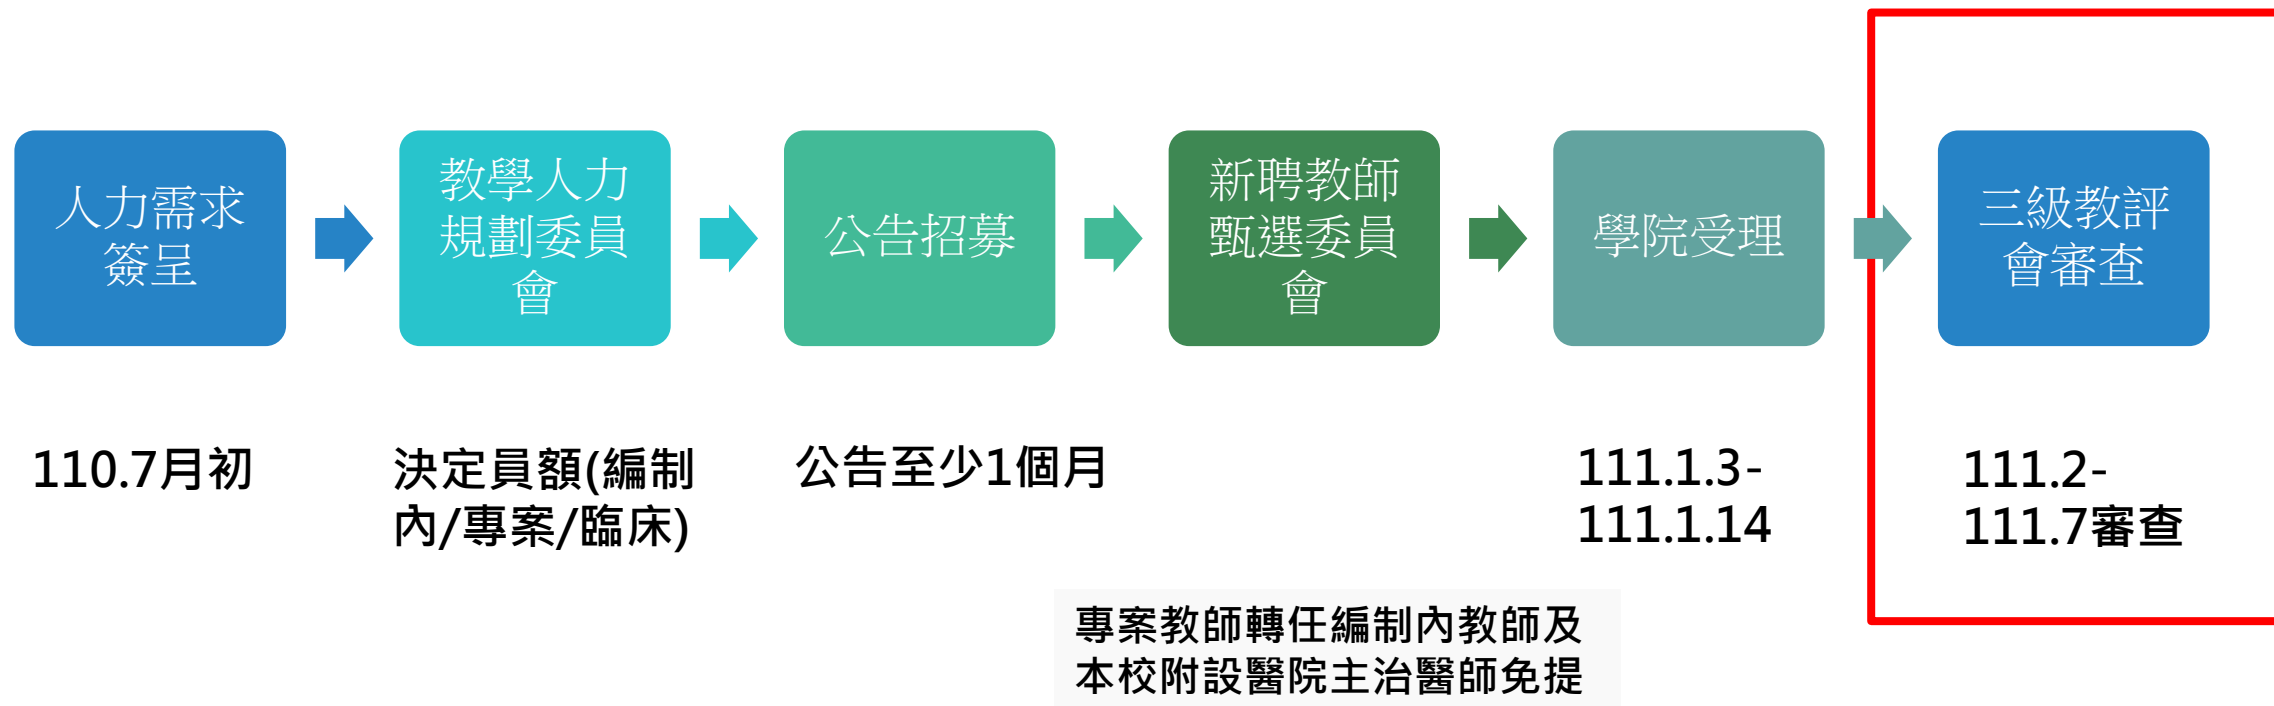 人力需求
簽呈
教學人力
規劃委員
會
公告招募
新聘教師
甄選委員
會
學院受理
三級教評
會審查
110.7月初
決定員額(編制
內/專案/臨床)
公告至少1個月
111.1.3-
111.1.14
111.2-
111.7審查
專案教師轉任編制內教師及
本校附設醫院主治醫師免提